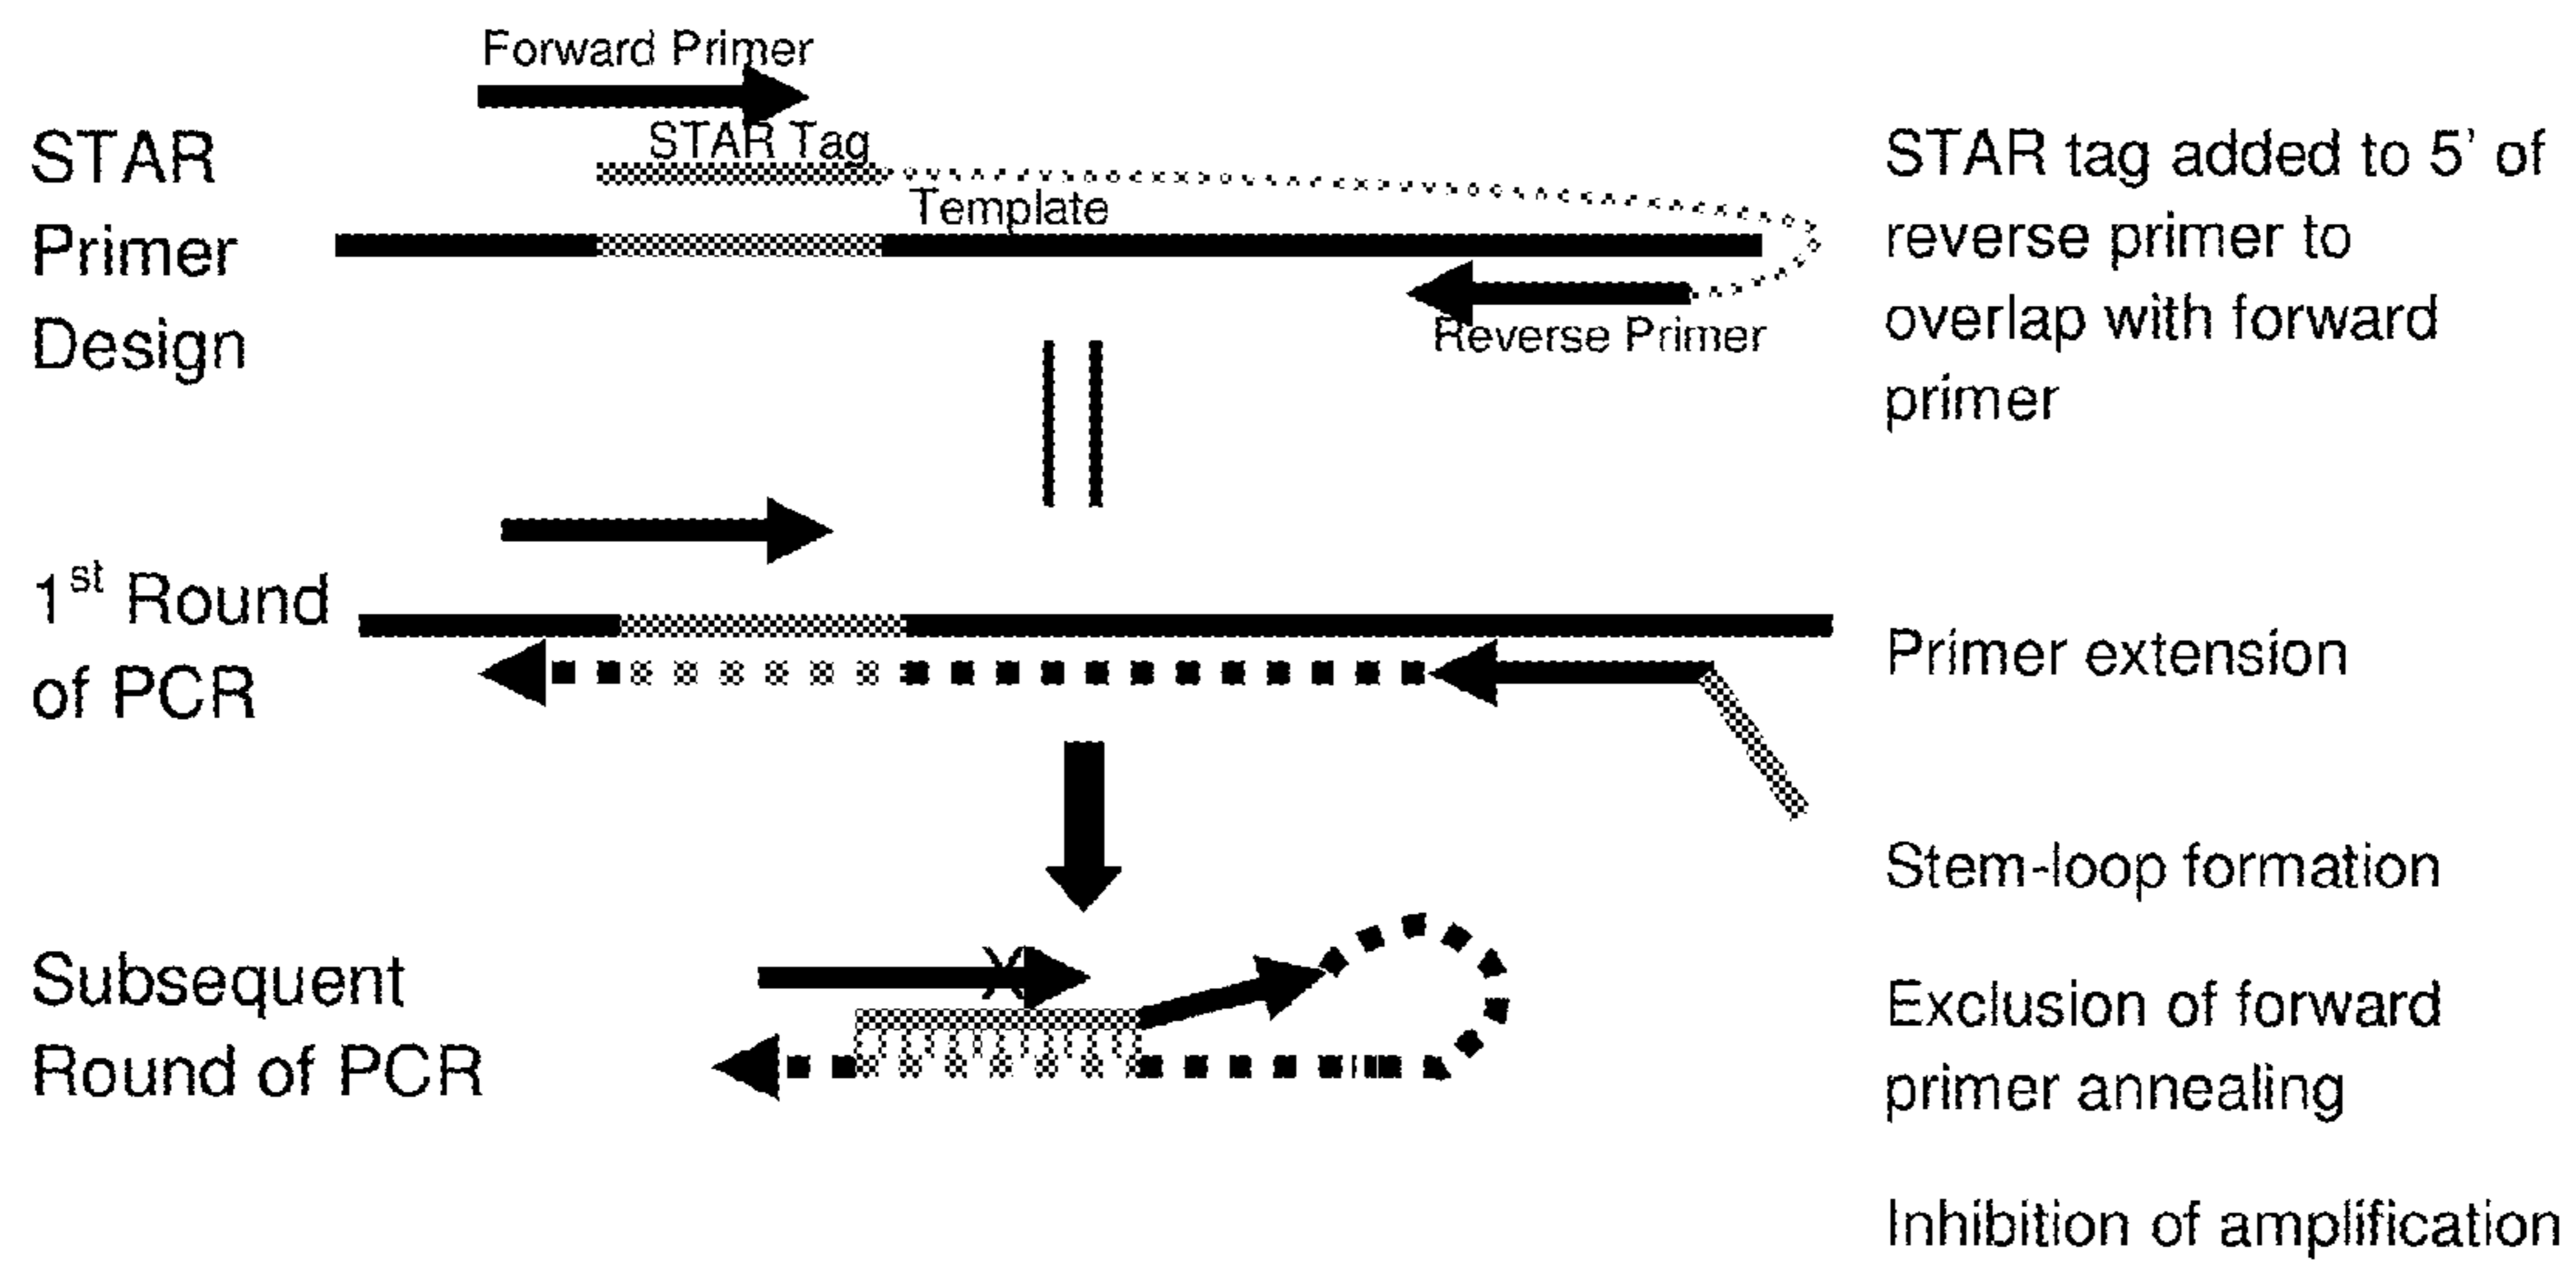 Forward Primer
STAR Tag
STAR
Primer
Design
Template
Reverse Primer
STAR tag added to 5' of
reverse primer to
overlap with forward
primer
1st Round
of PCR
Primer extension
Stem-loop formation
Subsequent
Round of PCR
X
Exclusion of forward
primer annealing
Inhibition of amplification